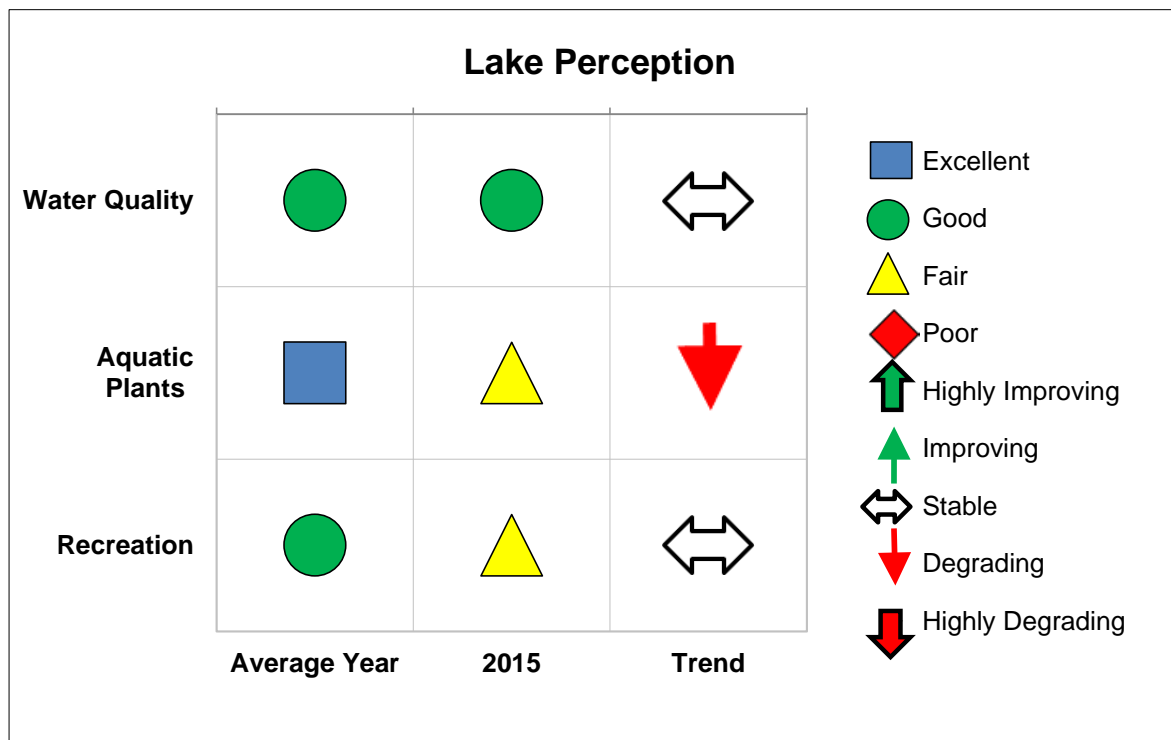 Lake Perception
Water Quality
Aquatic
Plants
Recreation
Average Year
2015
Trend
Excellent
Good
Fair
Poor
Highly Improving
Improving
Stable
Degrading
Highly Degrading